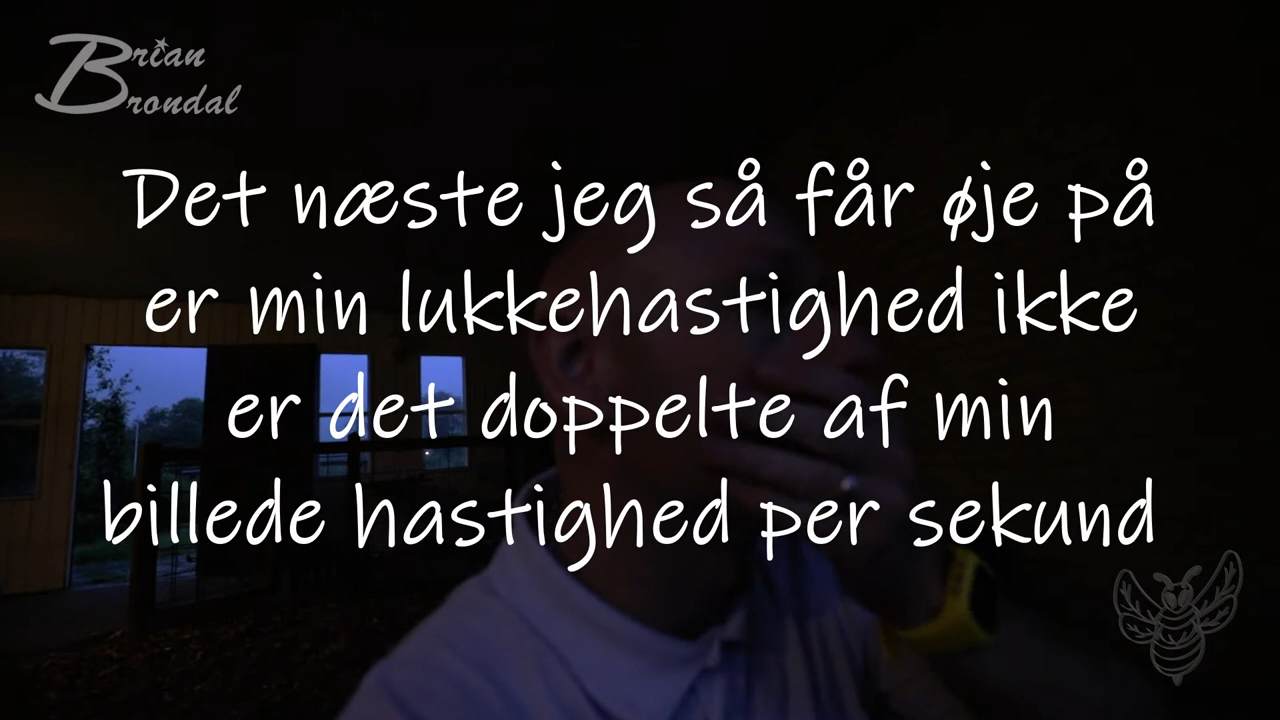 Brian
Brondal
Det næste jeg så får øje på
er min lukkehastighed ikke
er det doppelte af min
billede hastighed per sekund